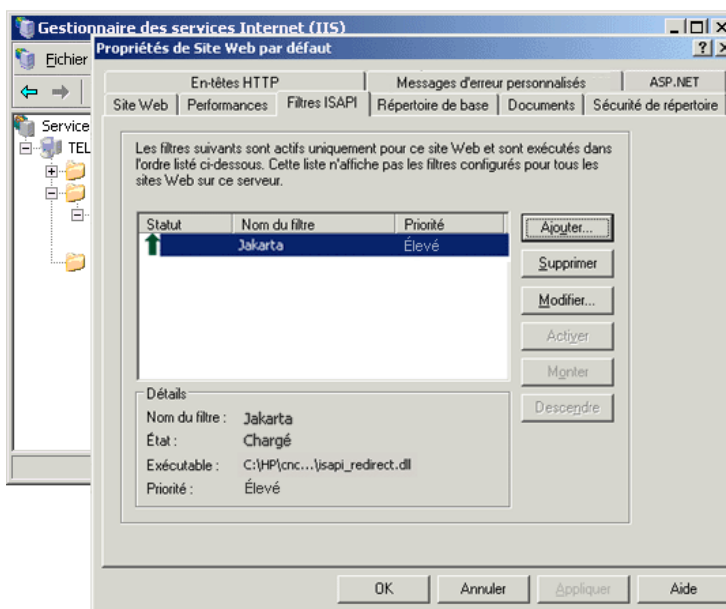 Gestionnaire des services Internet (IIS)
Fichier
Service
TEL
Propriétés de Site Web par défaut
En-têtes HTTP
Messages d'erreur personnalisés
ASP.NET
Site Web
Performances
Filtres ISAPI
Répertoire de base
Documents
Sécurité de répertoire
Les filtres suivants sont actifs uniquement pour ce site Web et sont exécutés dans
l'ordre listé ci-dessous. Cette liste n'affiche pas les filtres configurés pour tous les
sites Web sur ce serveur.
Statut Nom du filtre Priorité
Jakarta Élevé
Ajouter...
Supprimer
Modifier...
Activer
Monter
Descendre
Détails
Nom du filtre : Jakarta
État : Chargé
Exécutable : C:\HP\cnc...\isapi_redirect.dll
Priorité : Élevé
OK
Annuler
Appliquer
Aide